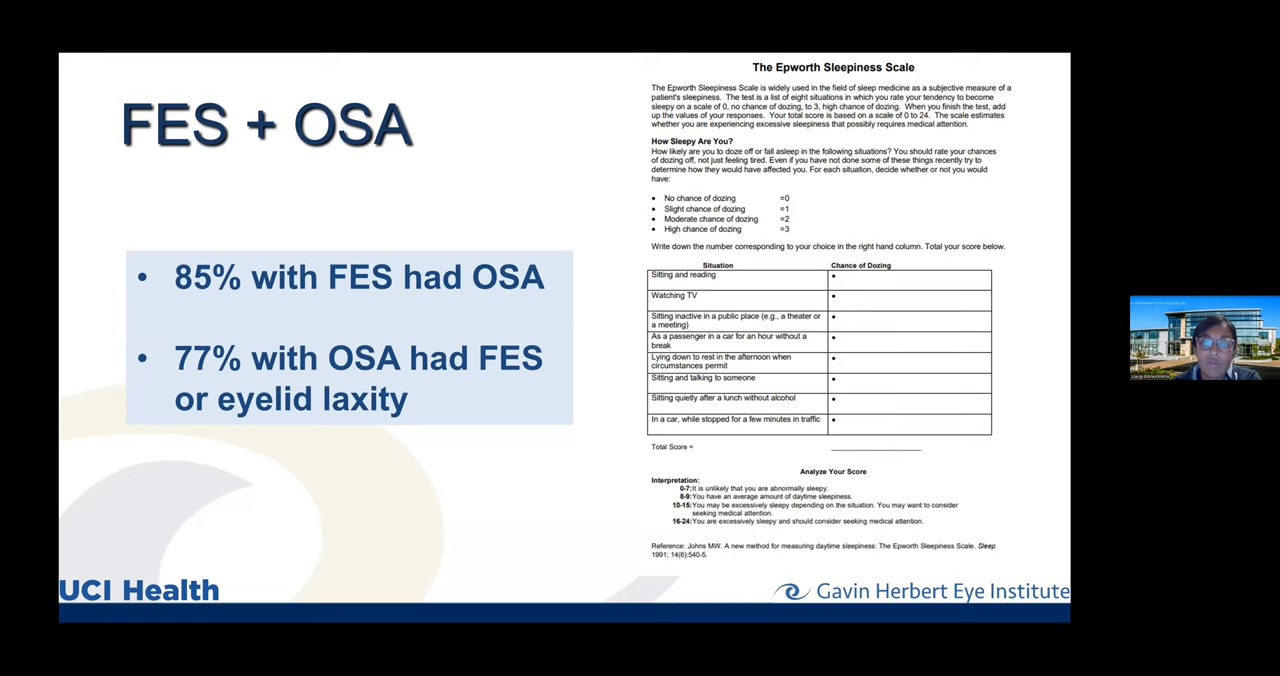 FES + OSA
• 85% with FES had OSA
• 77% with OSA had FES
or eyelid laxity
The Epworth Sleepiness Scale
The Epworth Sleepiness Scale is widely used in the field of sleep medicine as a subjective measure of a
patient's sleepiness. The test is a list of eight situations in which you rate your tendency to become
sleepy on a scale of 0, no chance of dozing, to 3, high chance of dozing. When you finish the test, add
up the values of your responses. Your total score is based on a scale of 0 to 24. The scale estimates
whether you are experiencing excessive sleepiness that possibly requires medical attention.
How Sleepy Are You?
How likely are you to doze off or fall asleep in the following situations? You should rate your chances
of dozing off, not just feeling tired. Even if you have not done some of these things recently try to
determine how they would have affected you. For each situation, decide whether or not you would
have:
• No chance of dozing =0
• Slight chance of dozing =1
• Moderate chance of dozing =2
• High chance of dozing =3
Write down the number corresponding to your choice in the right hand column. Total your score below.
Situation Chance of Dozing
Sitting and reading •
Watching TV •
Sitting inactive in a public place (e.g., a theater or •
a meeting)
As a passenger in a car for an hour without a •
break
Lying down to rest in the afternoon when •
circumstances permit
Sitting and talking to someone •
Sitting quietly after a lunch without alcohol •
In a car, while stopped for a few minutes in traffic •
Total Score =
Analyze Your Score
Interpretation:
0-7:It is unlikely that you are abnormally sleepy.
8-9:You have an average amount of daytime sleepiness.
10-15:You may be excessively sleepy depending on the situation. You may want to consider
seeking medical attention.
16-24:You are excessively sleepy and should consider seeking medical attention.
Reference: Johns MW. A new method for measuring daytime sleepiness: The Epworth Sleepiness Scale. Sleep
1991; 14(6):540-5.
UCI Health
Gavin Herbert Eye Institute